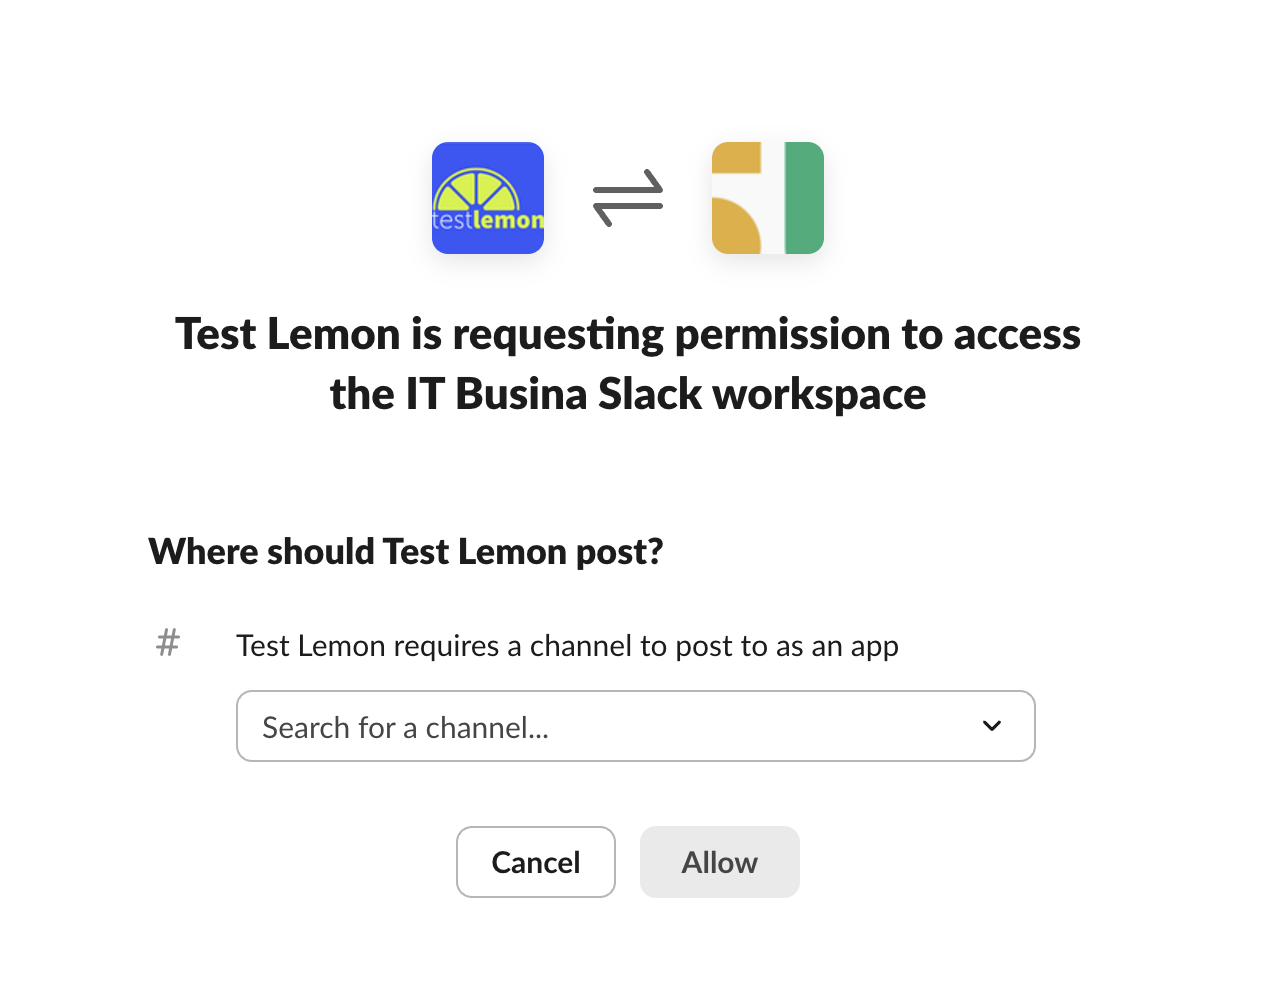 testlemon
Test Lemon is requesting permission to access
the IT Busina Slack workspace
Where should Test Lemon post?
# Test Lemon requires a channel to post to as an app
Search for a channel...
Cancel Allow